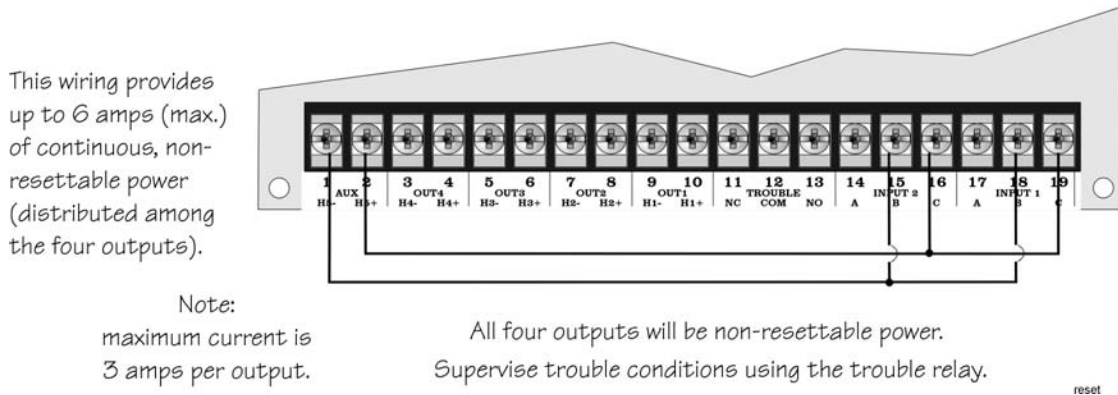 This wiring provides
up to 6 amps (max.)
of continuous, non-
resettable power
(distributed among
the four outputs).
1 2 3 4 5 6 7 8 9 10 11 12 13 14 15 16 17 18 19
AUX OUT4 OUT3 OUT2 OUT1 TROUBLE INPUT 2 INPUT 1
H5- H5+ H4- H4+ H3- H3+ H2- H2+ H1- H1+ NC COM NO A B C A B C
Note:
maximum current is
3 amps per output.
All four outputs will be non-resettable power.
Supervise trouble conditions using the trouble relay.
reset